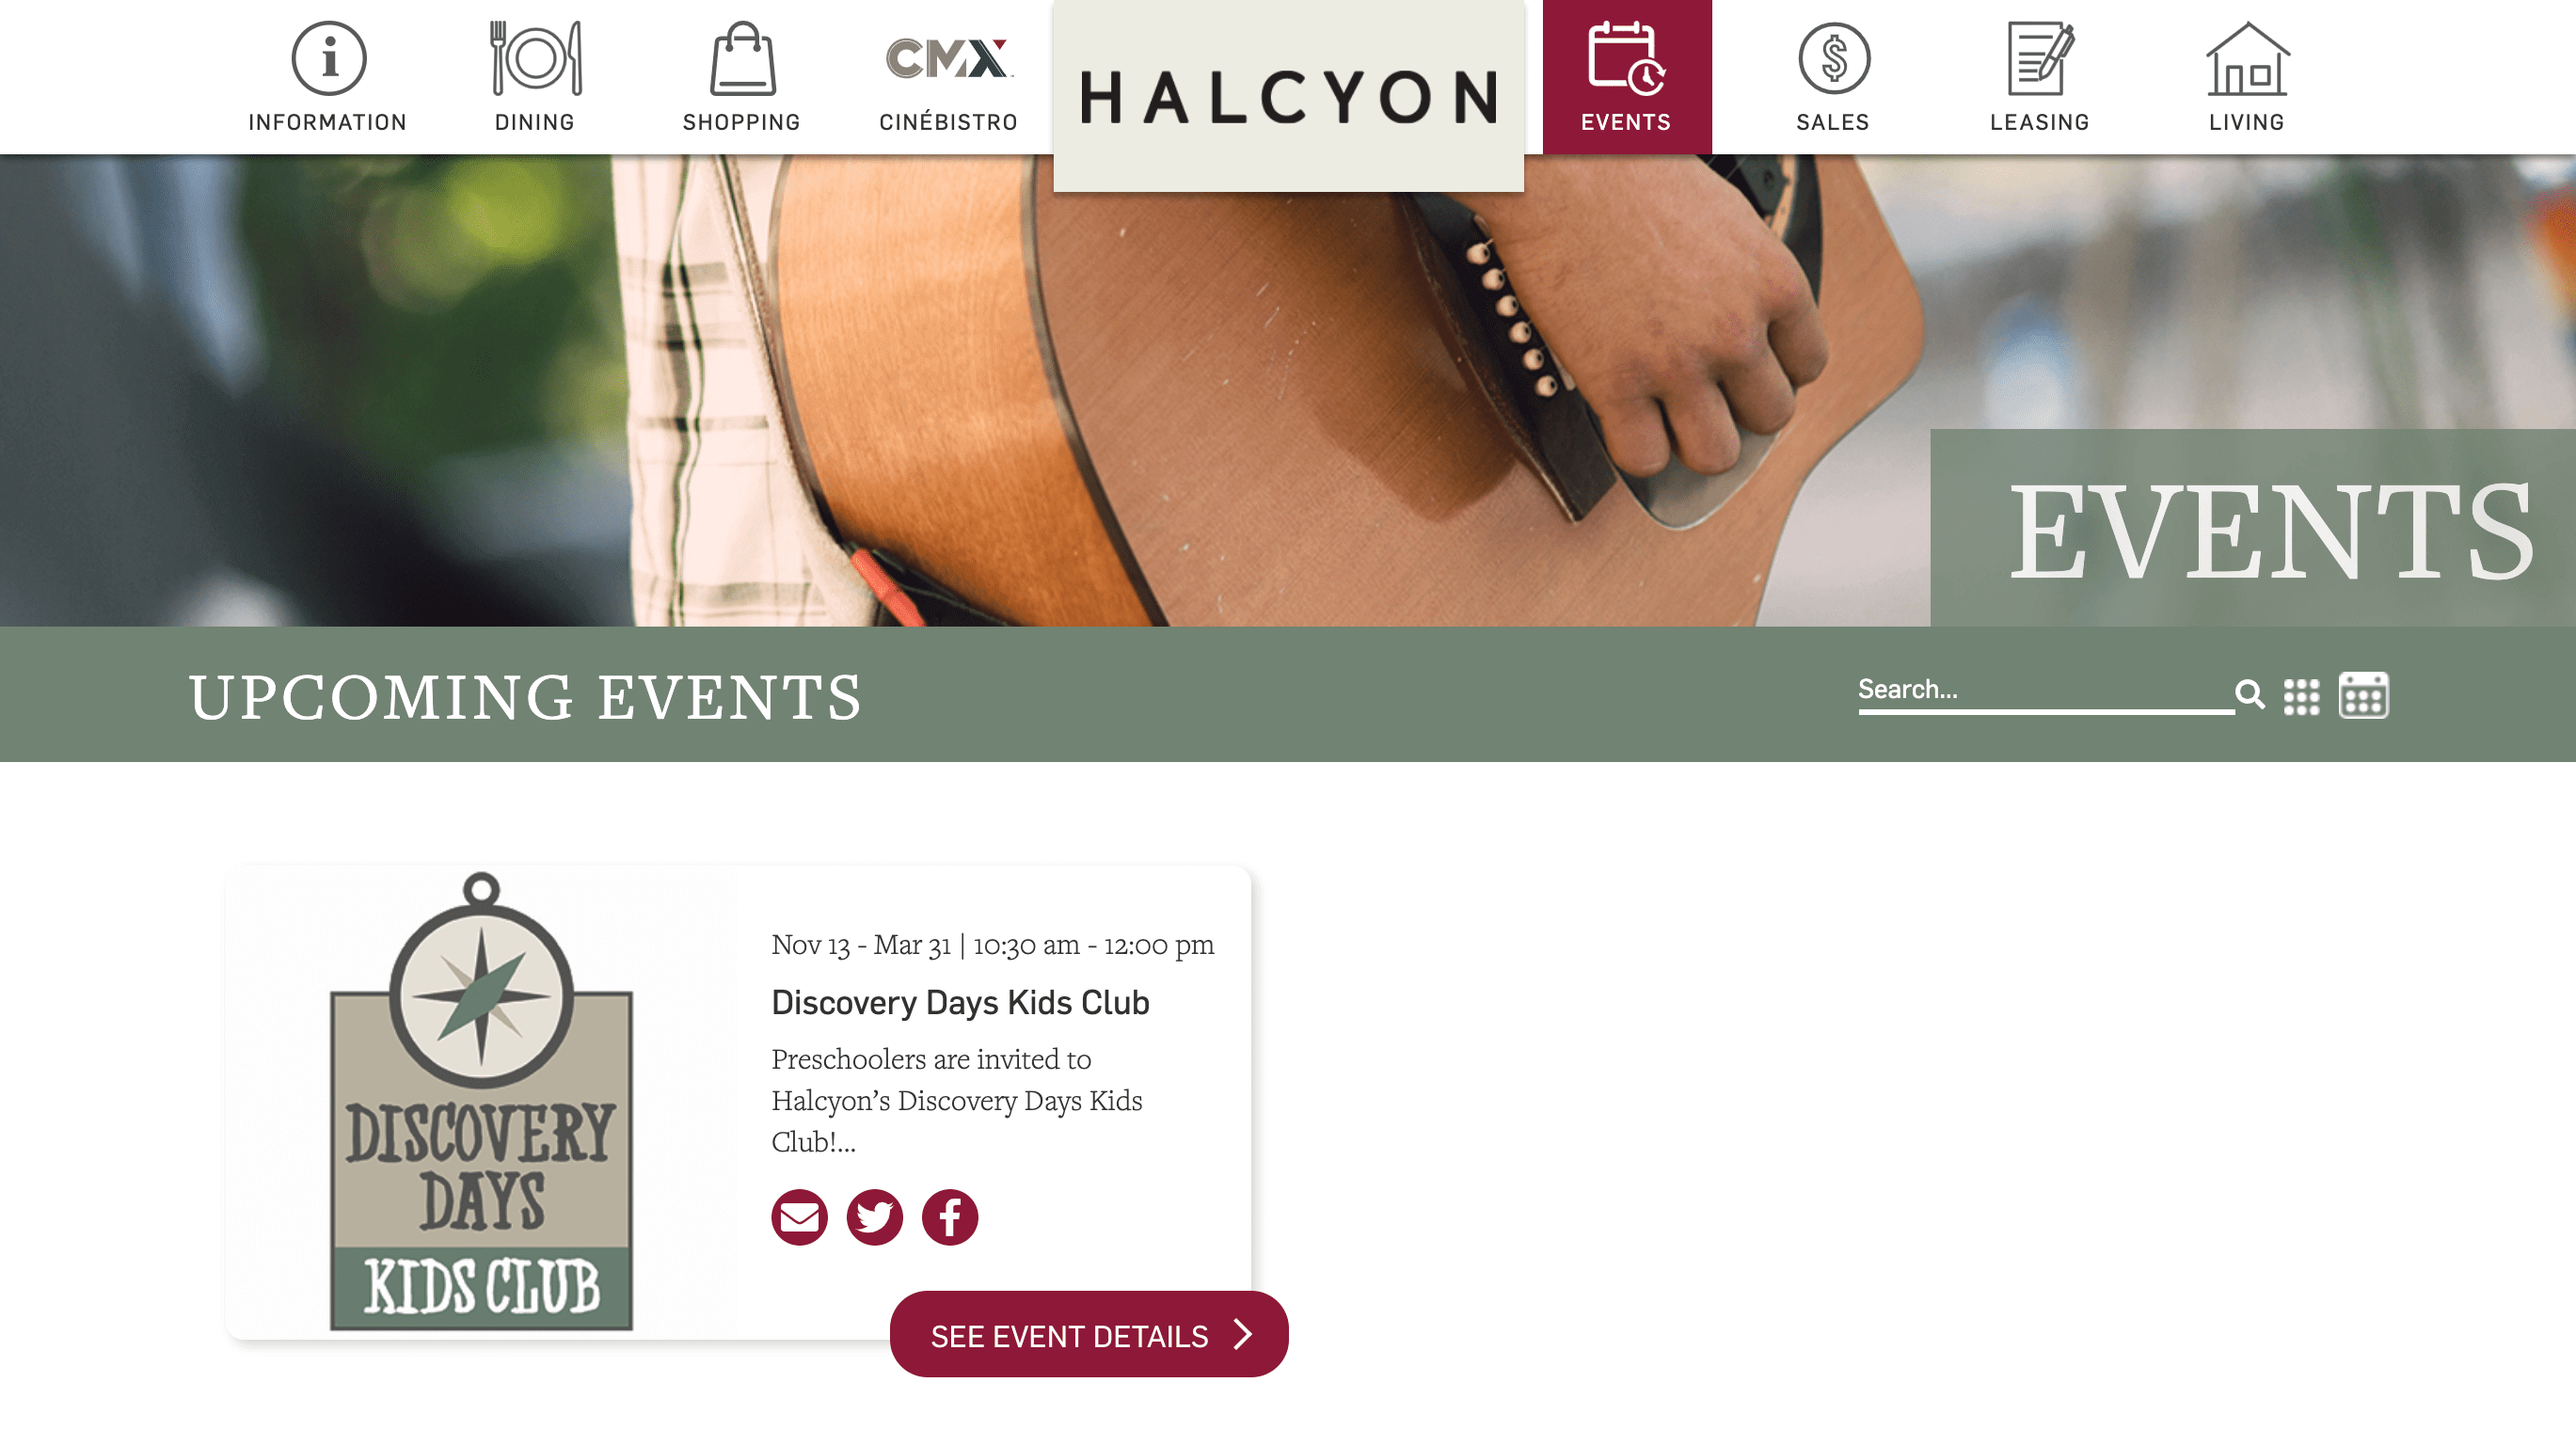 INFORMATION
DINING
SHOPPING
CMX
CINÉBISTRO
HALCYON
EVENTS
SALES
LEASING
LIVING
EVENTS
UPCOMING EVENTS
Search...
DISCOVERY
DAYS
KIDS CLUB
Nov 13 - Mar 31 | 10:30 am - 12:00 pm
Discovery Days Kids Club
Preschoolers are invited to
Halcyon’s Discovery Days Kids
Club!...
SEE EVENT DETAILS